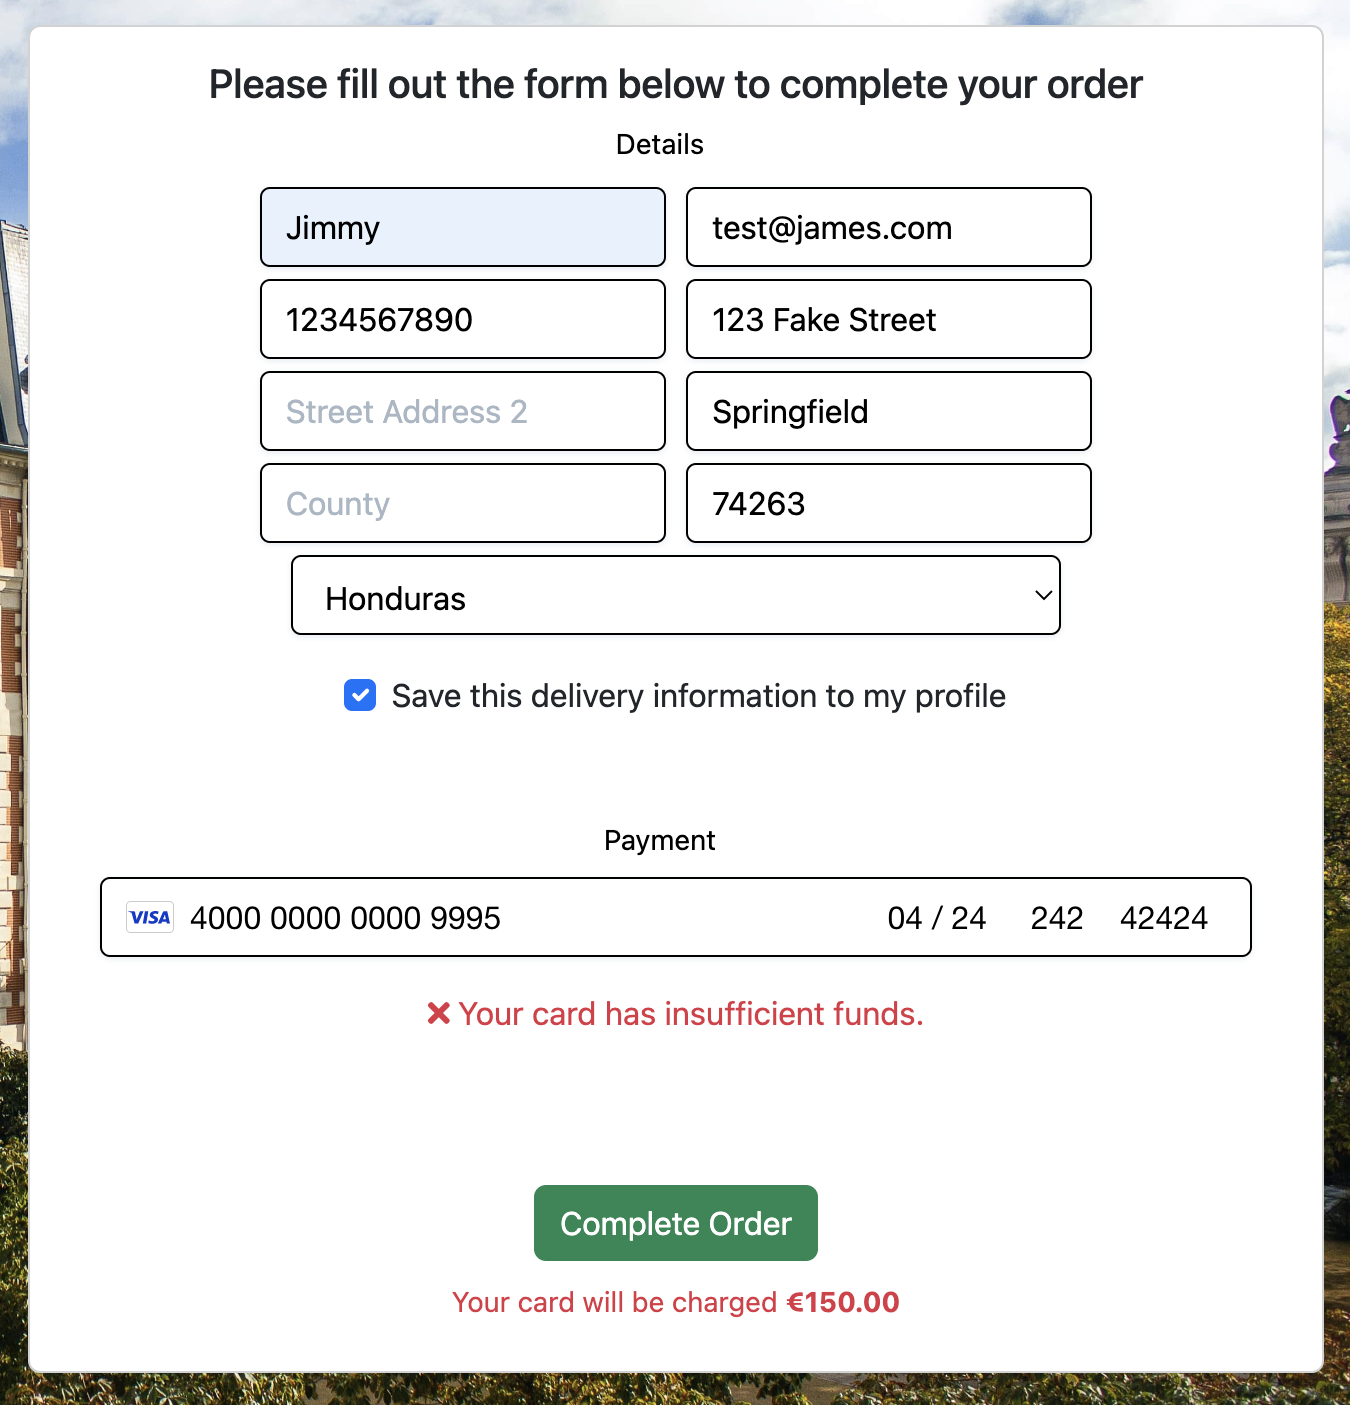 Please fill out the form below to complete your order
Details
Jimmy
test@james.com
1234567890
123 Fake Street
Street Address 2
Springfield
County
74263
Honduras
Save this delivery information to my profile
Payment
VISA 4000 0000 0000 9995 04 / 24 242 42424
Your card has insufficient funds.
Complete Order
Your card will be charged €150.00